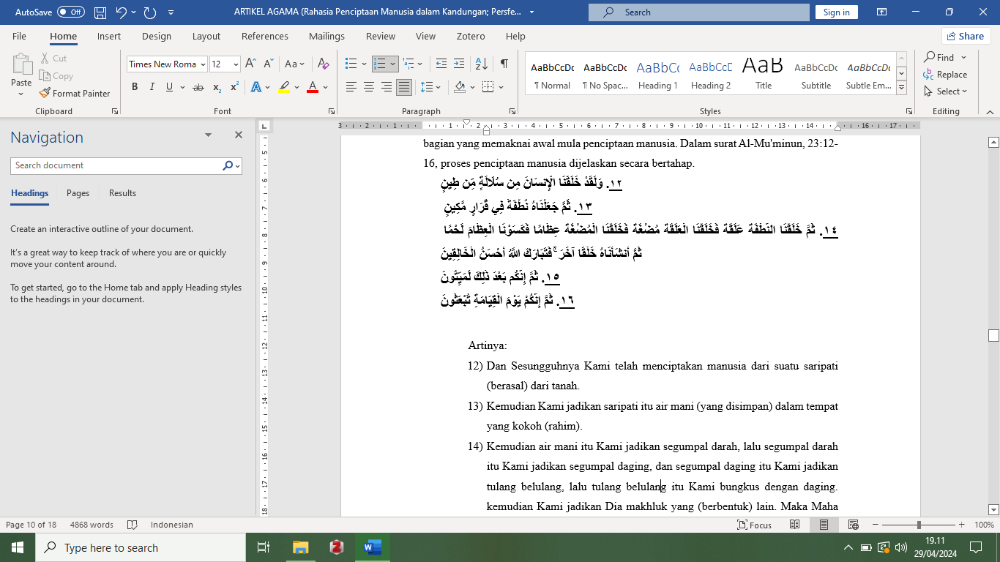 AutoSave Off ARTIKEL AGAMA (Rahasia Penciptaan Manusia dalam Kandungan; Persfe... Search Sign in
File Home Insert Design Layout References Mailings Review View Zotero Help Share
Paste Cut Copy Format Painter
Times New Roma 12
AaBbCcDc AaBbCcDc AaBbCc AaBbCcD AaB AaBbCcD AaBbCcDc
¶ Normal ¶ No Spac... Heading 1 Heading 2 Title Subtitle Subtle Em...
Find Replace Select
Clipboard Font Paragraph Styles Editing
Navigation
Search document
Headings Pages Results
Create an interactive outline of your document.
It's a great way to keep track of where you are or quickly
move your content around.
To get started, go to the Home tab and apply Heading styles
to the headings in your document.
bagian yang memaknai awal mula penciptaan manusia. Dalam surat Al-Mu'minun, 23:12-
16, proses penciptaan manusia dijelaskan secara bertahap.
١٢. وَلَقَدْ خَلَقْنَا الْإِنسَانَ مِن سُلَالَةٍ مِّن طِينٍ
١٣. ثُمَّ جَعَلْنَاهُ نُطْفَةً فِي قَرَارٍ مَّكِينٍ
١٤. ثُمَّ خَلَقْنَا النُّطْفَةَ عَلَقَةً فَخَلَقْنَا الْعَلَقَةَ مُضْغَةً فَخَلَقْنَا الْمُضْغَةَ عِظَامًا فَكَسَوْنَا الْعِظَامَ لَحْمًا
ثُمَّ أَنشَأْنَاهُ خَلْقًا آخَرَ ۚ فَتَبَارَكَ اللَّهُ أَحْسَنُ الْخَالِقِينَ
١٥. ثُمَّ إِنَّكُم بَعْدَ ذَٰلِكَ لَمَيِّتُونَ
١٦. ثُمَّ إِنَّكُمْ يَوْمَ الْقِيَامَةِ تُبْعَثُونَ
Artinya:
12) Dan Sesungguhnya Kami telah menciptakan manusia dari suatu saripati
(berasal) dari tanah.
13) Kemudian Kami jadikan saripati itu air mani (yang disimpan) dalam tempat
yang kokoh (rahim).
14) Kemudian air mani itu Kami jadikan segumpal darah, lalu segumpal darah
itu Kami jadikan segumpal daging, dan segumpal daging itu Kami jadikan
tulang belulang, lalu tulang belulang itu Kami bungkus dengan daging.
kemudian Kami jadikan Dia makhluk yang (berbentuk) lain. Maka Maha
Page 10 of 18 4868 words Indonesian Focus 100%
Type here to search 19.11
29/04/2024